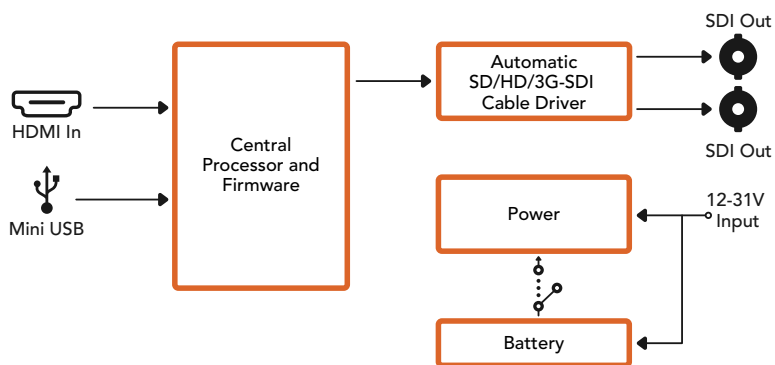 HDMI In
Mini USB
Central
Processor and
Firmware
Automatic
SD/HD/3G-SDI
Cable Driver
SDI Out
SDI Out
Power
12-31V
Input
Battery